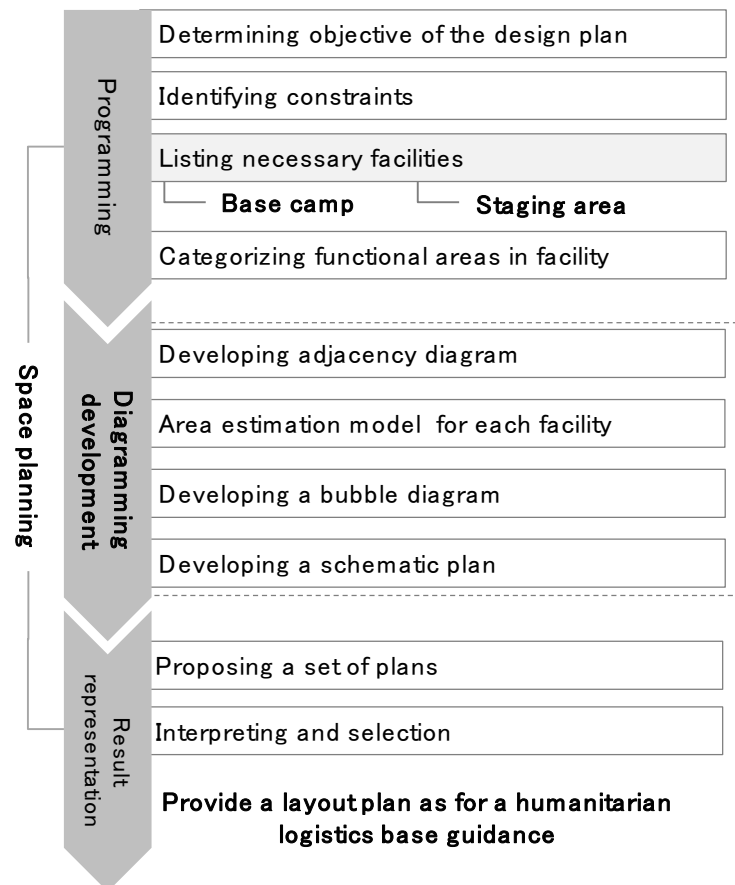 Space planning
Programming
Determining objective of the design plan
Identifying constraints
Listing necessary facilities
Base camp
Staging area
Categorizing functional areas in facility
Diagramming
development
Developing adjacency diagram
Area estimation model for each facility
Developing a bubble diagram
Developing a schematic plan
Result
representation
Proposing a set of plans
Interpreting and selection
Provide a layout plan as for a humanitarian
logistics base guidance